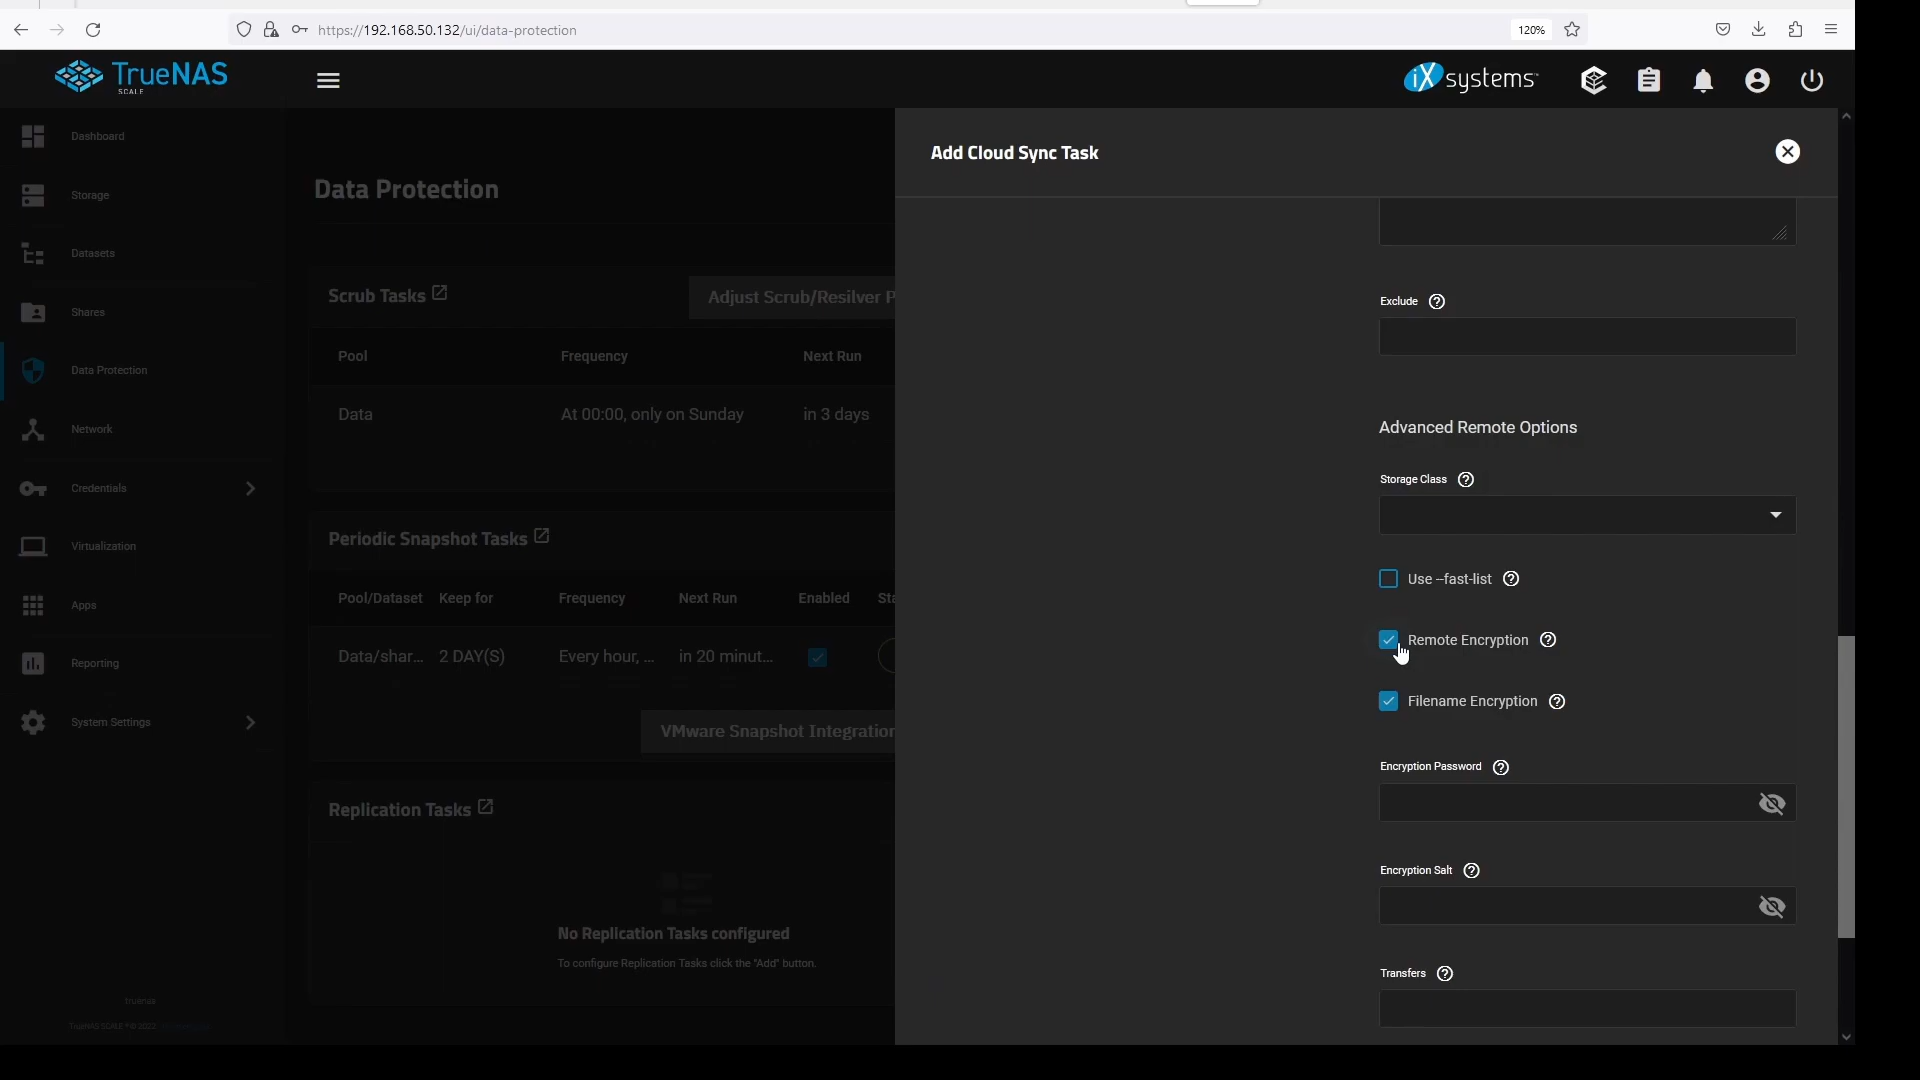 https://192.168.50.132/ui/data-protection
120%
TrueNAS
SCALE
iXsystems
Dashboard
Storage
Datasets
Shares
Data Protection
Network
Credentials
Virtualization
Apps
Reporting
System Settings
truenas
TrueNAS SCALE ® © 2022
Data Protection
Scrub Tasks
Adjust Scrub/Resilver P
Pool Frequency Next Run
Data At 00:00, only on Sunday in 3 days
Periodic Snapshot Tasks
Pool/Dataset Keep for Frequency Next Run Enabled Sta
Data/shar... 2 DAY(S) Every hour, ... in 20 minut...
VMware Snapshot Integration
Replication Tasks
No Replication Tasks configured
To configure Replication Tasks click the "Add" button.
Add Cloud Sync Task
Exclude
Advanced Remote Options
Storage Class
Use --fast-list
Remote Encryption
Filename Encryption
Encryption Password
Encryption Salt
Transfers